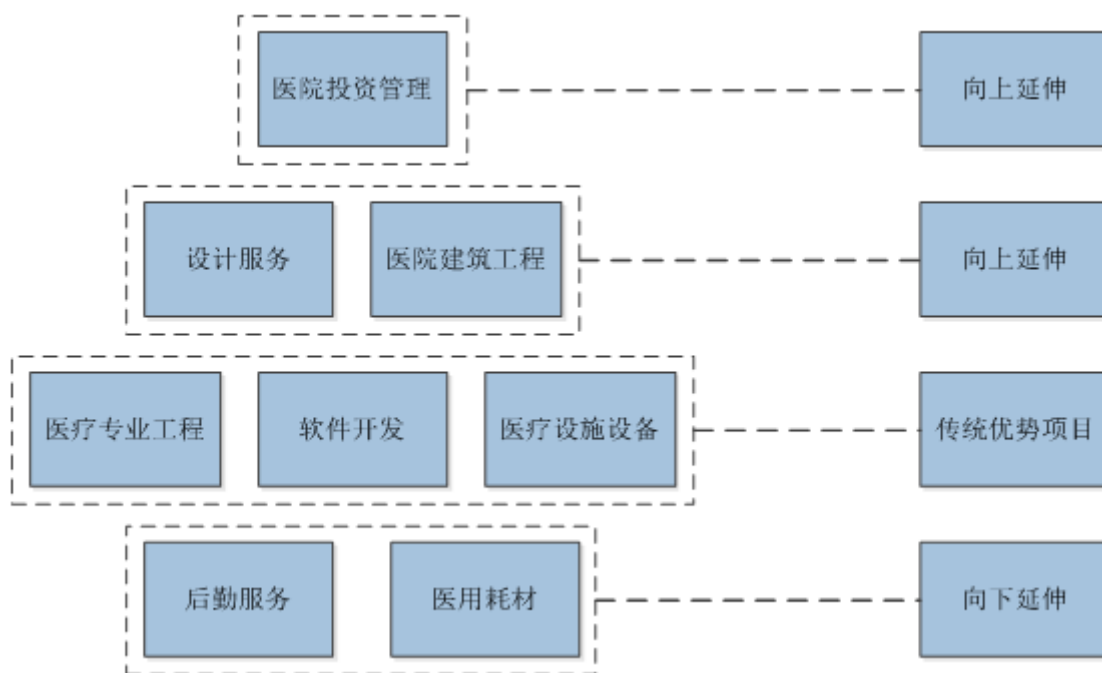 医院投资管理
向上延伸
设计服务
医院建筑工程
向上延伸
医疗专业工程
软件开发
医疗设施设备
传统优势项目
后勤服务
医用耗材
向下延伸